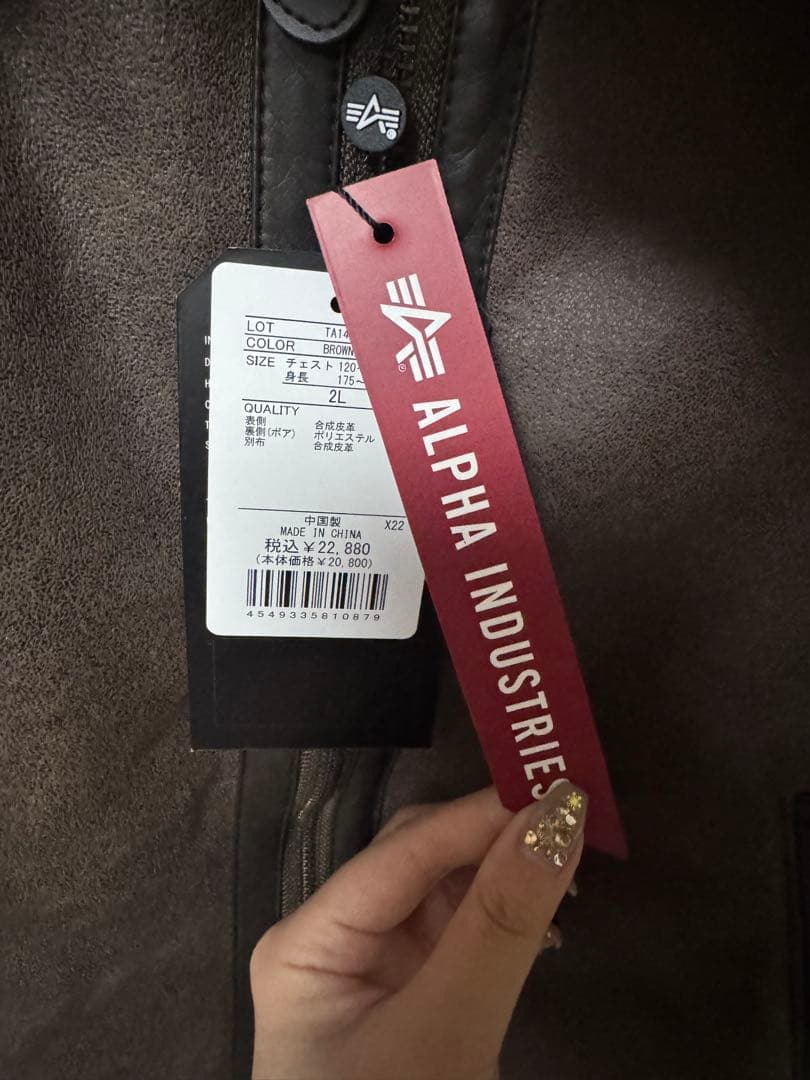 LOT TA14
COLOR BROWN
SIZE チェスト 120-
身長 175~
2L
QUALITY
表側 合成皮革
裏側(ボア) ポリエステル
別布 合成皮革
中国製 X22
MADE IN CHINA
税込¥22,880
(本体価格¥20,800)
4549335810879
ALPHA INDUSTRIES